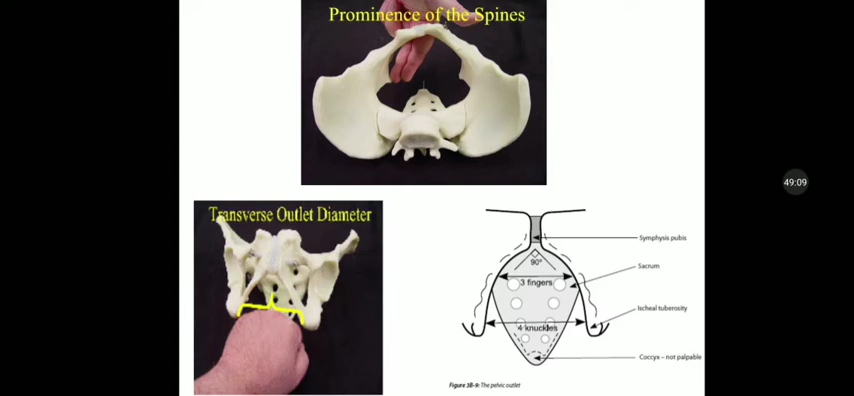 Prominence of the Spines
Transverse Outlet Diameter
Symphysis pubis
90°
Sacrum
3 fingers
Ischeal tuberosity
4 knuckles
Coccyx – not palpable
Figure 3B-9: The pelvic outlet
49:09